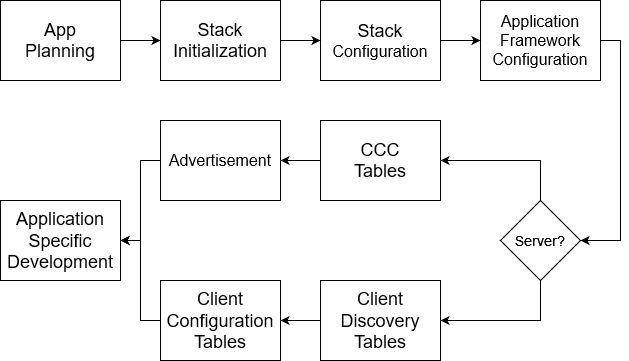 App
Planning
Stack
Initialization
Stack
Configuration
Application
Framework
Configuration
Server?
CCC
Tables
Advertisement
Client
Discovery
Tables
Client
Configuration
Tables
Application
Specific
Development